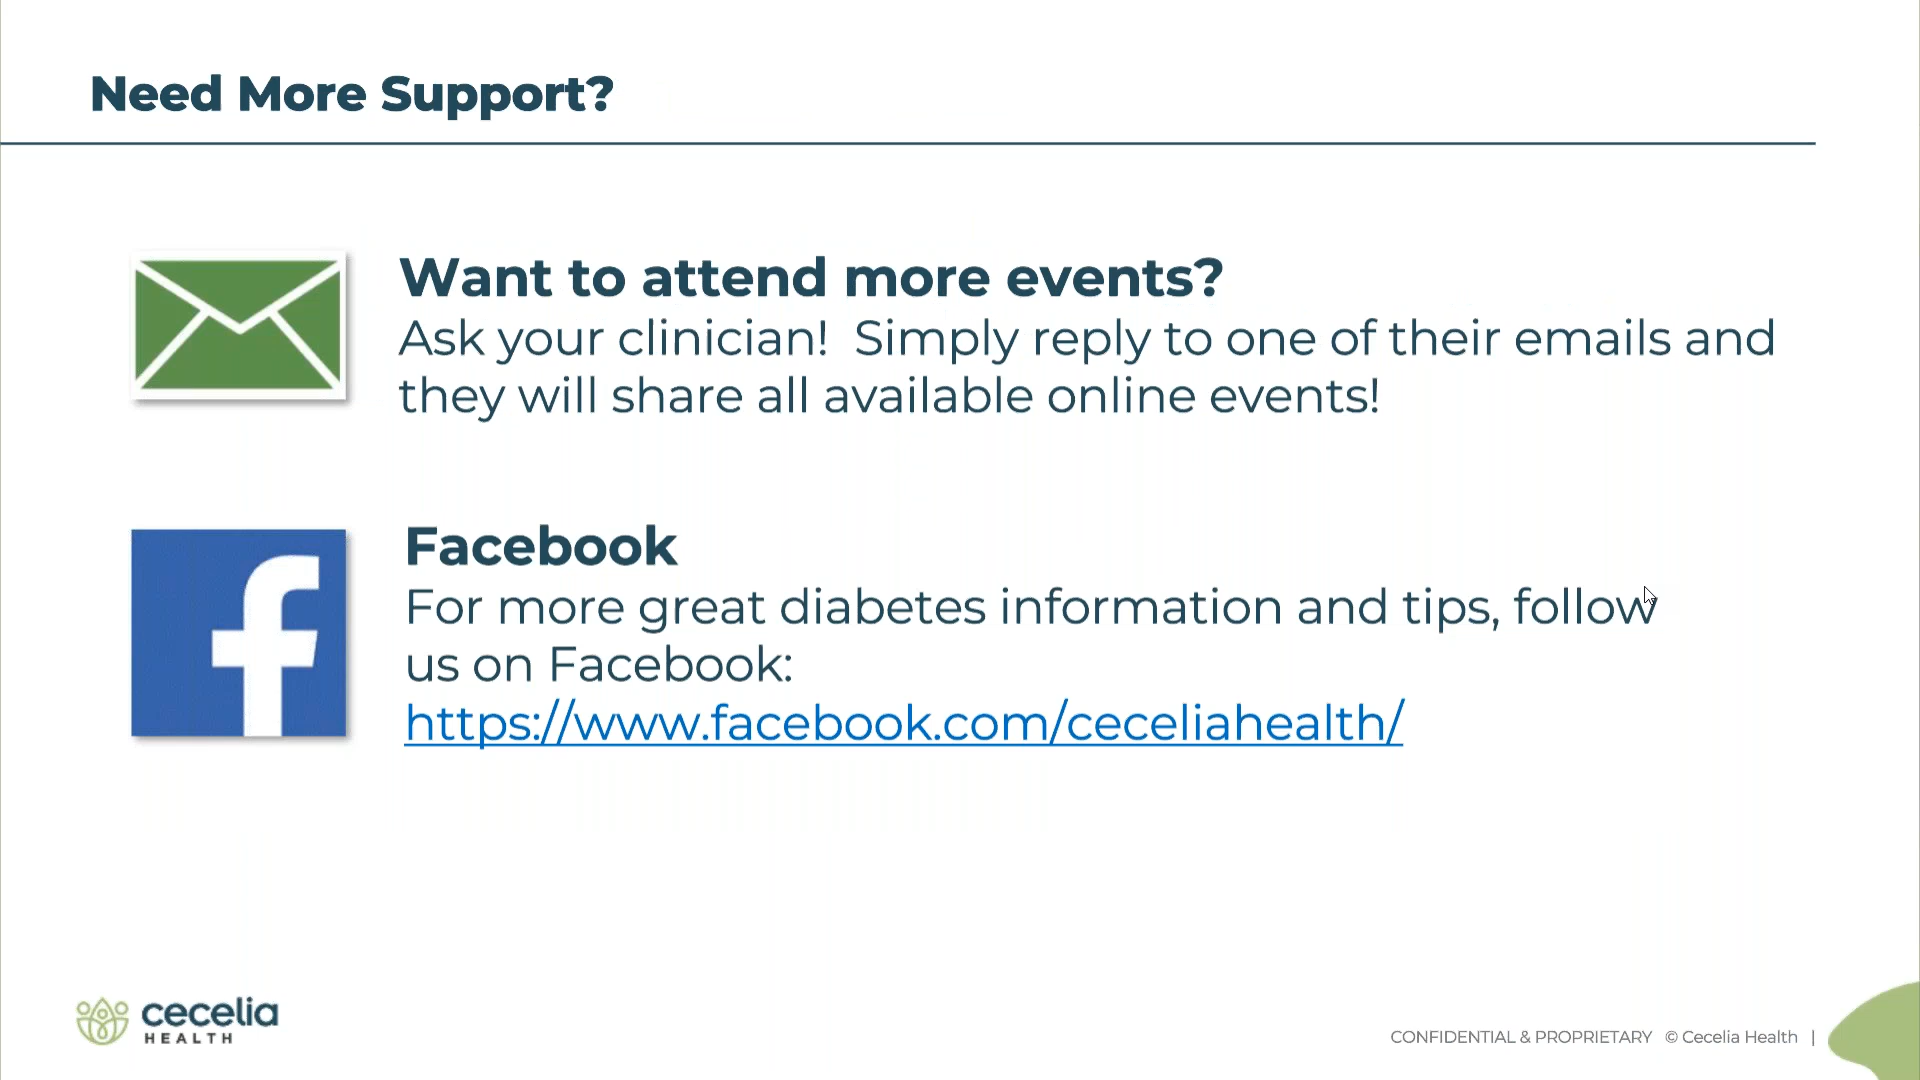 Need More Support?
Want to attend more events?
Ask your clinician!  Simply reply to one of their emails and
they will share all available online events!
Facebook
For more great diabetes information and tips, follow
us on Facebook:
https://www.facebook.com/ceceliahealth/
cecelia
HEALTH
CONFIDENTIAL & PROPRIETARY © Cecelia Health |